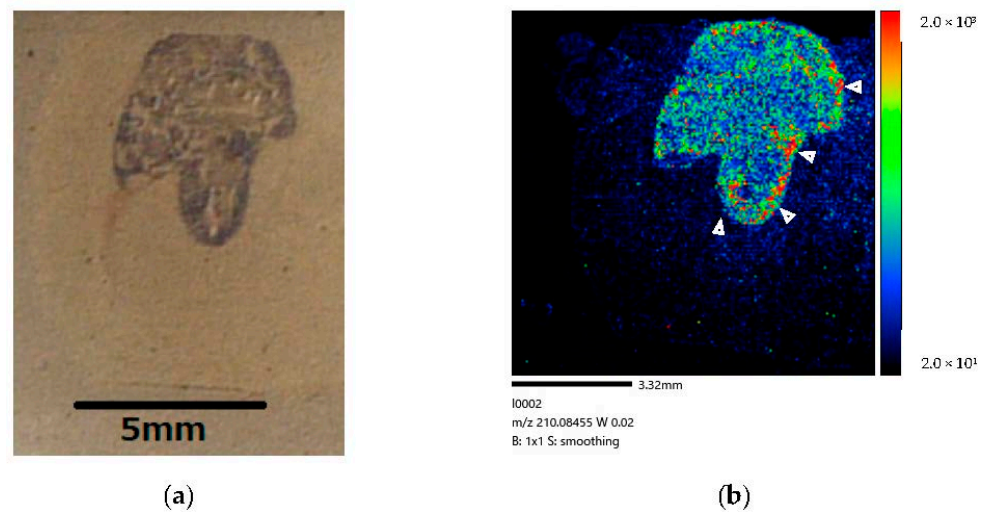 5mm
(a)
2.0 × 10³
2.0 × 10¹
3.32mm
I0002
m/z 210.08455 W 0.02
B: 1x1 S: smoothing
(b)